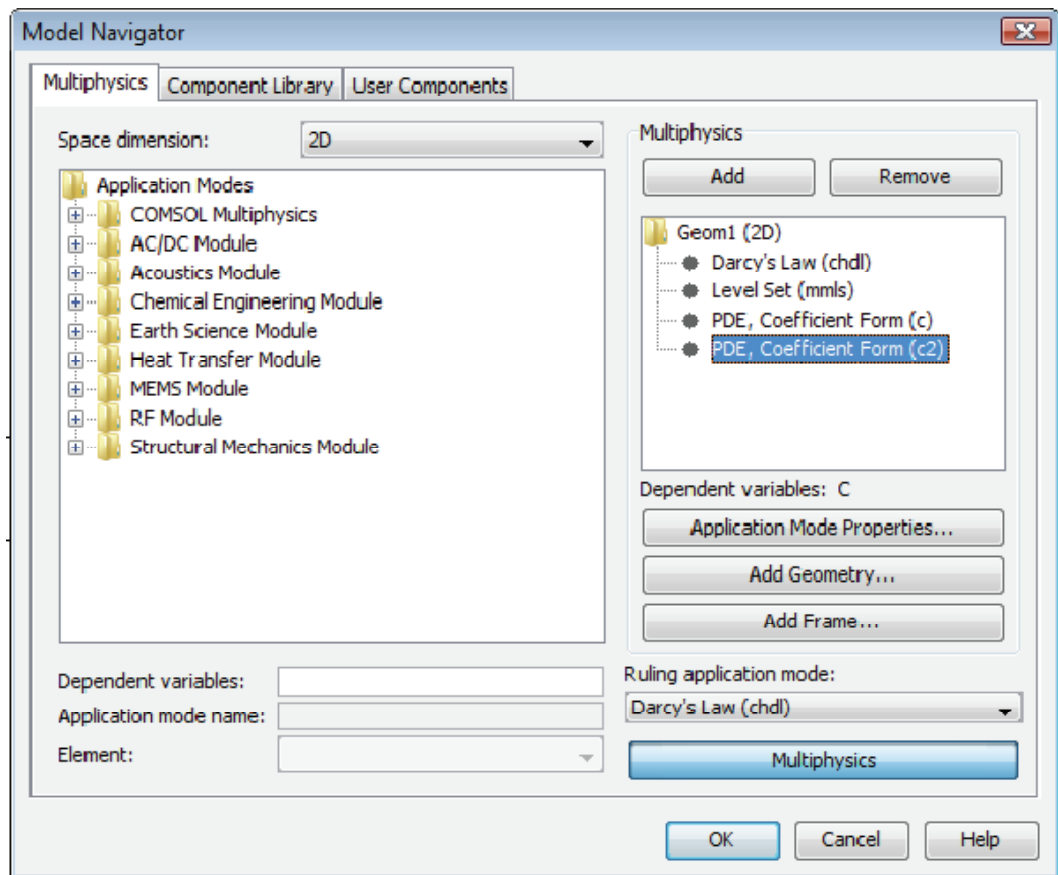 Model Navigator
Multiphysics
Component Library
User Components
Space dimension:
2D
Application Modes
COMSOL Multiphysics
AC/DC Module
Acoustics Module
Chemical Engineering Module
Earth Science Module
Heat Transfer Module
MEMS Module
RF Module
Structural Mechanics Module
Dependent variables:
Application mode name:
Element:
Multiphysics
Add
Remove
Geom1 (2D)
Darcy's Law (chdl)
Level Set (mmls)
PDE, Coefficient Form (c)
PDE, Coefficient Form (c2)
Dependent variables: C
Application Mode Properties...
Add Geometry...
Add Frame...
Ruling application mode:
Darcy's Law (chdl)
Multiphysics
OK
Cancel
Help